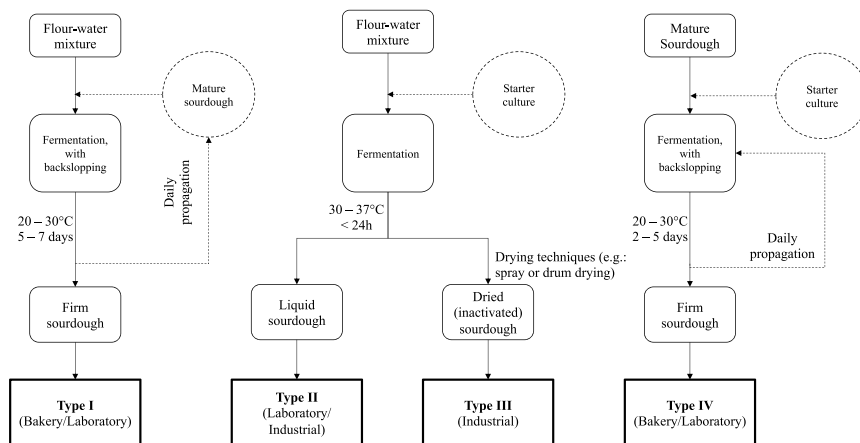 Flour-water
mixture
Mature
sourdough
Fermentation,
with
backslopping
Daily
propagation
20 – 30°C
5 – 7 days
Firm
sourdough
Type I
(Bakery/Laboratory)
Flour-water
mixture
Starter
culture
Fermentation
30 – 37°C
< 24h
Drying techniques (e.g.:
spray or drum drying)
Liquid
sourdough
Dried
(inactivated)
sourdough
Type II
(Laboratory/
Industrial)
Type III
(Industrial)
Mature
Sourdough
Starter
culture
Fermentation,
with
backslopping
20 – 30°C
2 – 5 days
Daily
propagation
Firm
sourdough
Type IV
(Bakery/Laboratory)